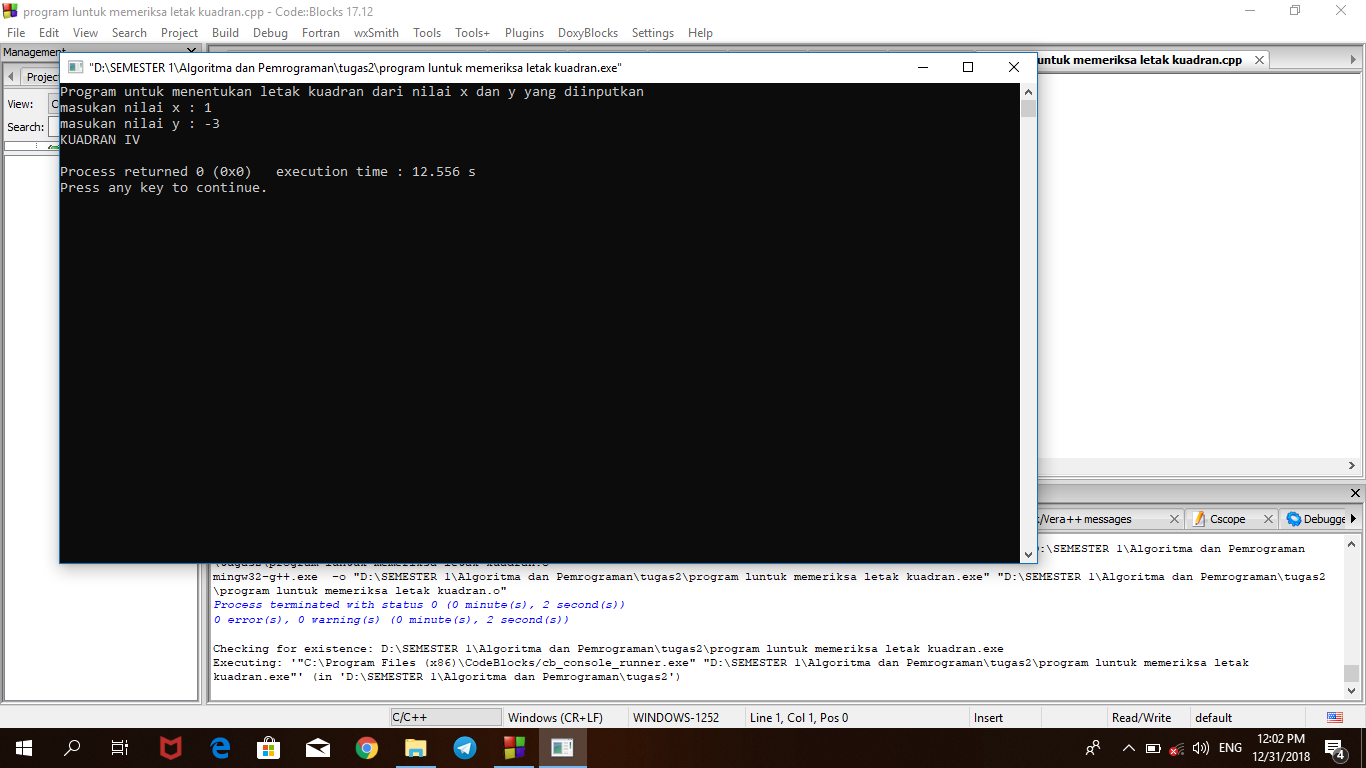 program luntuk memeriksa letak kuadran.cpp - Code::Blocks 17.12
File Edit View Search Project Build Debug Fortran wxSmith Tools Tools+ Plugins DoxyBlocks Settings Help
Management
"D:\SEMESTER 1\Algoritma dan Pemrograman\tugas2\program luntuk memeriksa letak kuadran.exe"
untuk memeriksa letak kuadran.cpp
Project
View:
Search:
Program untuk menentukan letak kuadran dari nilai x dan y yang diinputkan
masukan nilai x : 1
masukan nilai y : -3
KUADRAN IV
Process returned 0 (0x0) execution time : 12.556 s
Press any key to continue.
/Vera++ messages Cscope Debugge
:\SEMESTER 1\Algoritma dan Pemrograman
mingw32-g++.exe -o "D:\SEMESTER 1\Algoritma dan Pemrograman\tugas2\program luntuk memeriksa letak kuadran.exe" "D:\SEMESTER 1\Algoritma dan Pemrograman\tugas2
\program luntuk memeriksa letak kuadran.o"
Process terminated with status 0 (0 minute(s), 2 second(s))
0 error(s), 0 warning(s) (0 minute(s), 2 second(s))
Checking for existence: D:\SEMESTER 1\Algoritma dan Pemrograman\tugas2\program luntuk memeriksa letak kuadran.exe
Executing: '"C:\Program Files (x86)\CodeBlocks/cb_console_runner.exe" "D:\SEMESTER 1\Algoritma dan Pemrograman\tugas2\program luntuk memeriksa letak
kuadran.exe"' (in 'D:\SEMESTER 1\Algoritma dan Pemrograman\tugas2')
C/C++ Windows (CR+LF) WINDOWS-1252 Line 1, Col 1, Pos 0 Insert Read/Write default
ENG
12:02 PM
12/31/2018
4